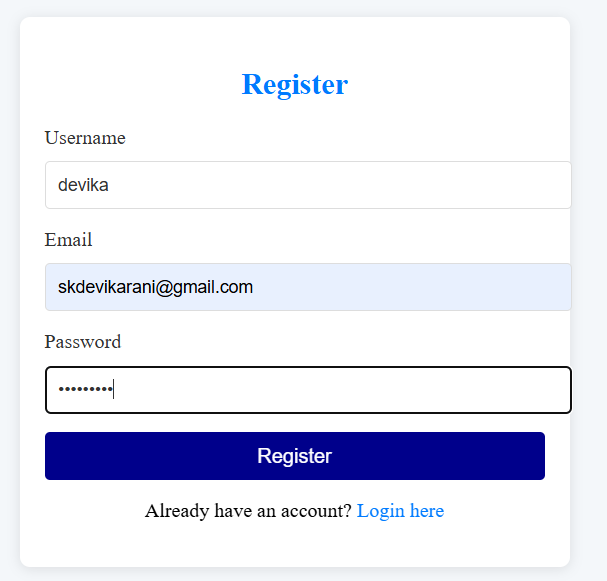 Register
Username
devika
Email
skdevikarani@gmail.com
Password
•••••••••
Register
Already have an account? Login here